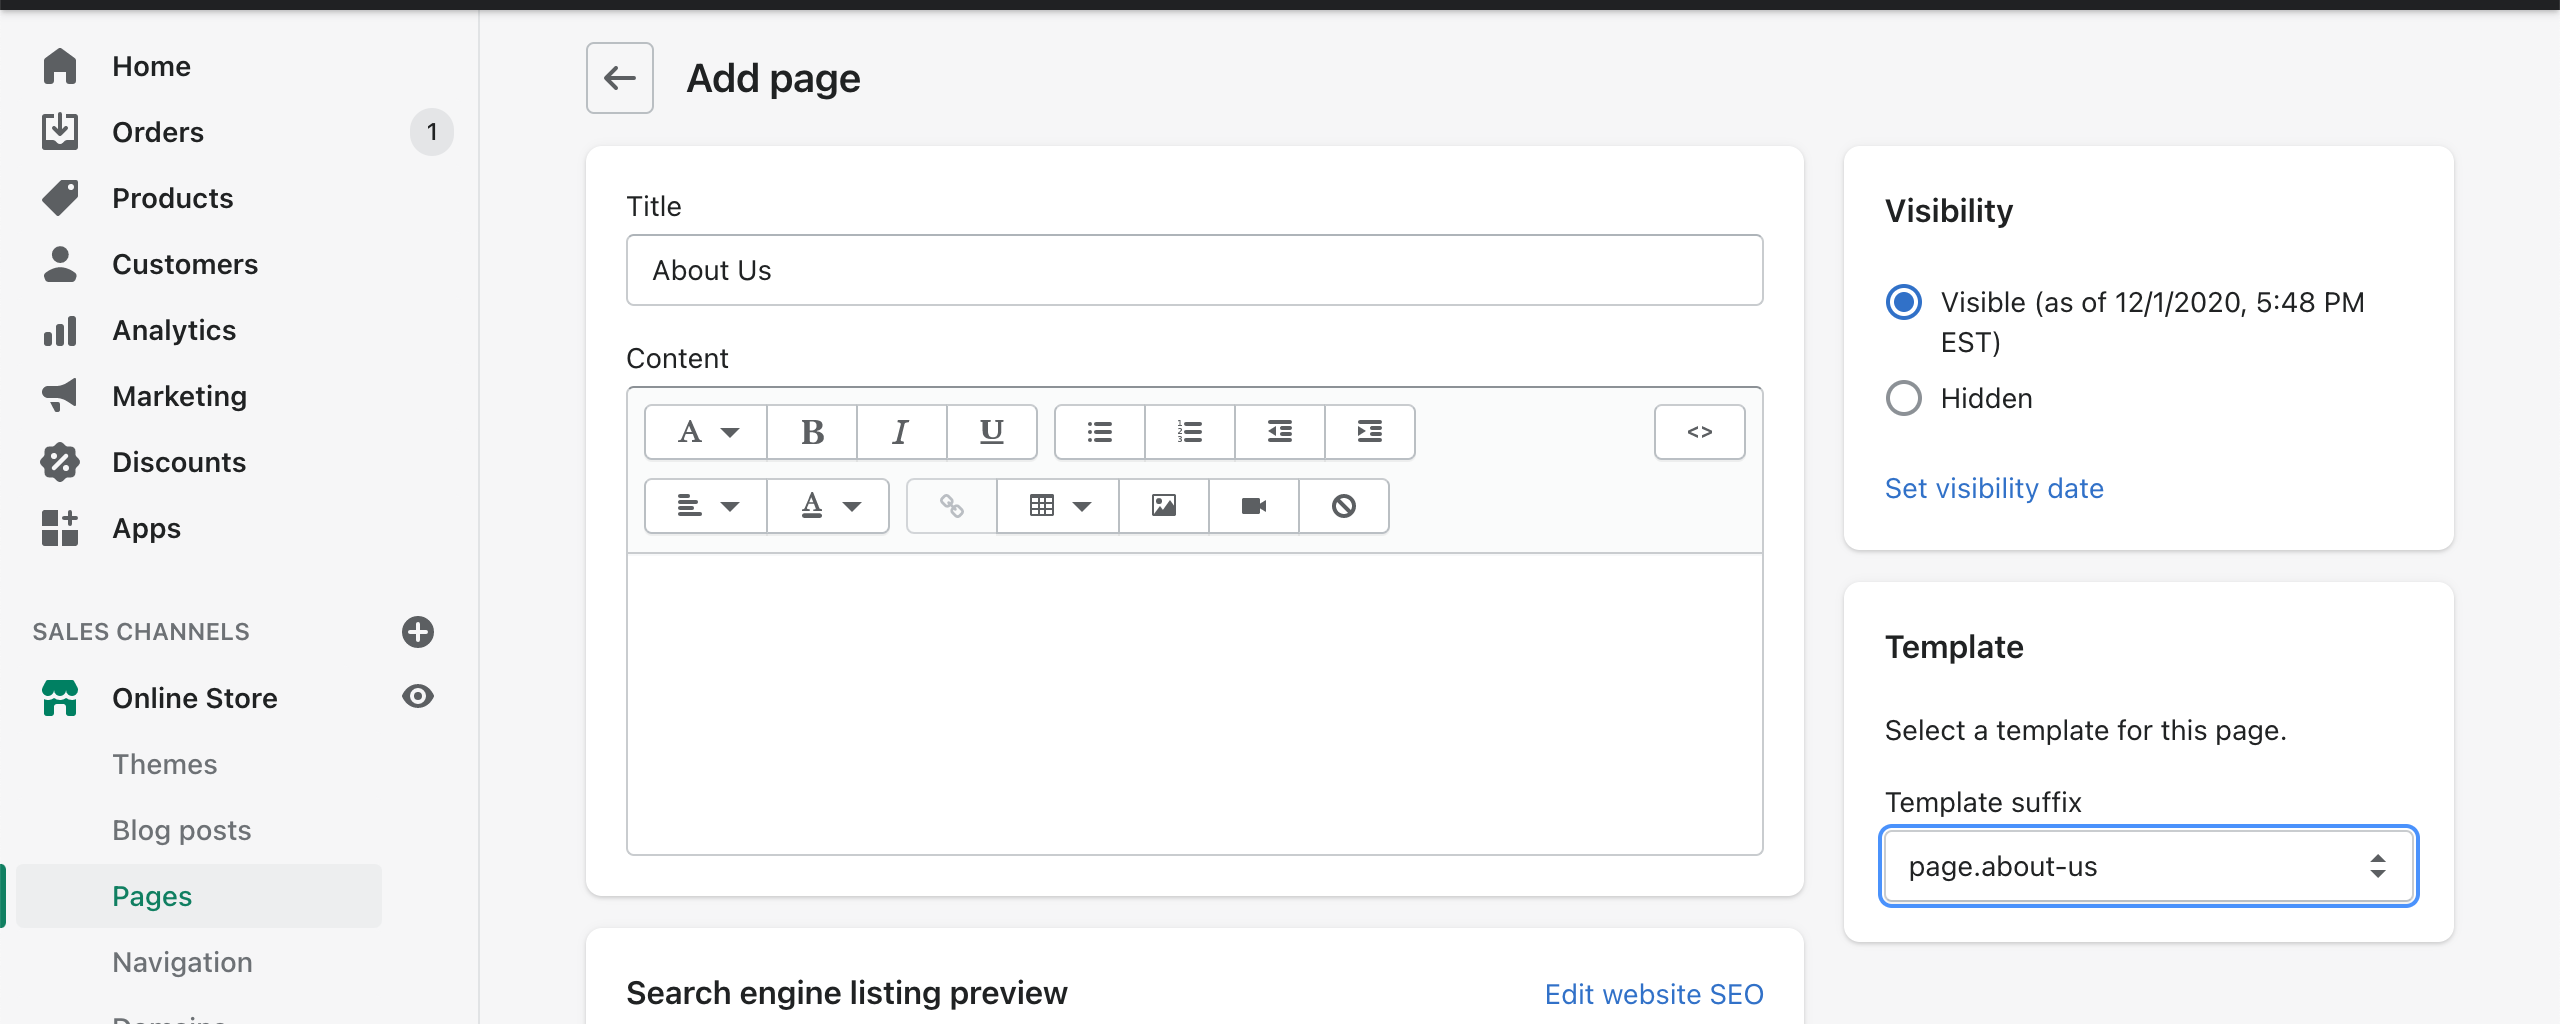 Home
Orders 1
Products
Customers
Analytics
Marketing
Discounts
Apps
SALES CHANNELS
Online Store
Themes
Blog posts
Pages
Navigation
Domains
Add page
Title
About Us
Content
A B I U <>
A
Search engine listing preview Edit website SEO
Visibility
Visible (as of 12/1/2020, 5:48 PM
EST)
Hidden
Set visibility date
Template
Select a template for this page.
Template suffix
page.about-us